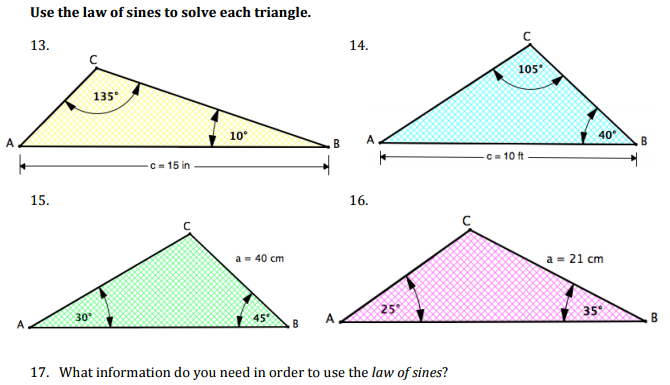 Use the law of sines to solve each triangle.
13.
C
135°
10°
A
B
c = 15 in
14.
C
105°
40°
A
B
c = 10 ft
15.
C
a = 40 cm
30°
45°
A
B
16.
C
a = 21 cm
25°
35°
A
B
17. What information do you need in order to use the law of sines?